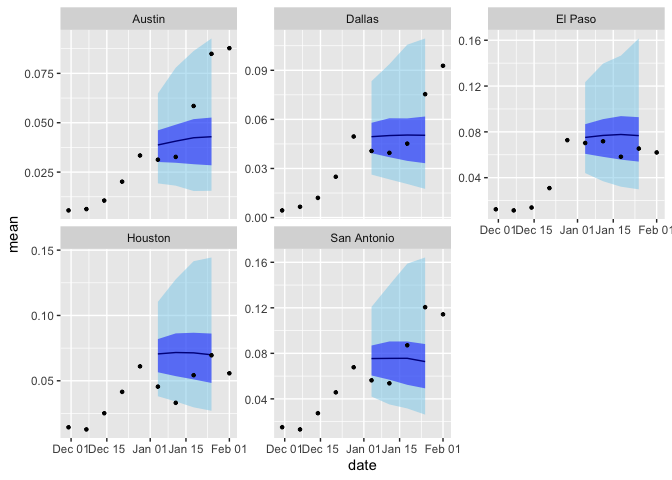 Austin
Dallas
El Paso
0.075
0.050
0.025
0.09
0.06
0.03
0.00
0.16
0.12
0.08
0.04
Dec 01 Dec 15 Jan 01 Jan 15 Feb 01
mean
Houston
San Antonio
0.15
0.10
0.05
0.16
0.12
0.08
0.04
Dec 01 Dec 15 Jan 01 Jan 15 Feb 01
Dec 01 Dec 15 Jan 01 Jan 15 Feb 01
date